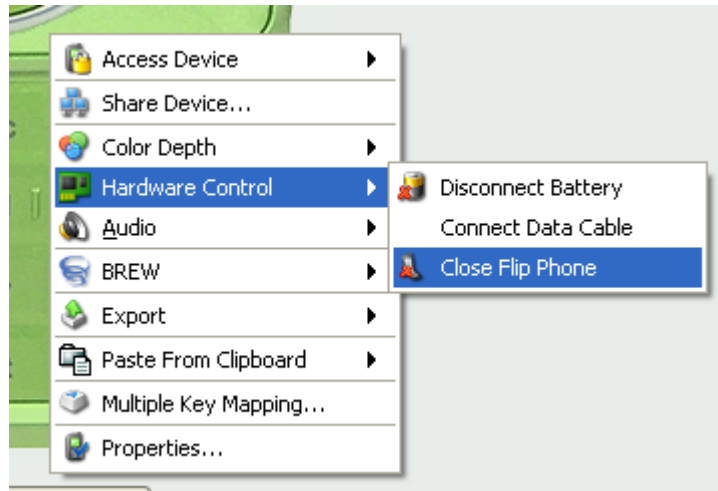 Access Device
Share Device...
Color Depth
Hardware Control
Audio
BREW
Export
Paste From Clipboard
Multiple Key Mapping...
Properties...
Disconnect Battery
Connect Data Cable
Close Flip Phone